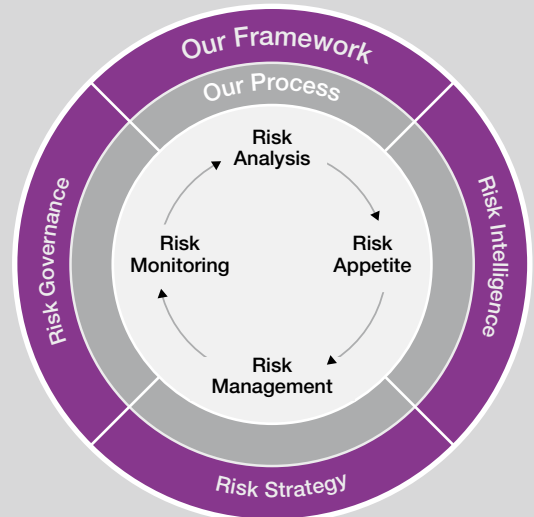 Our Framework
Our Process
Risk
Analysis
Risk
Appetite
Risk
Management
Risk
Monitoring
Risk Governance
Risk Intelligence
Risk Strategy